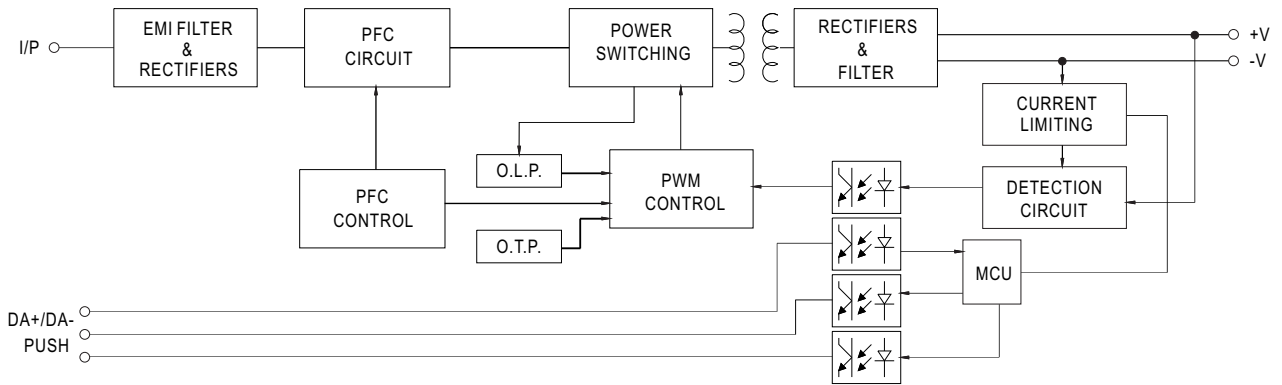 I/P
EMI FILTER
&
RECTIFIERS
PFC
CIRCUIT
POWER
SWITCHING
RECTIFIERS
&
FILTER
+V
-V
CURRENT
LIMITING
O.L.P.
PFC
CONTROL
PWM
CONTROL
DETECTION
CIRCUIT
O.T.P.
MCU
DA+/DA-
PUSH